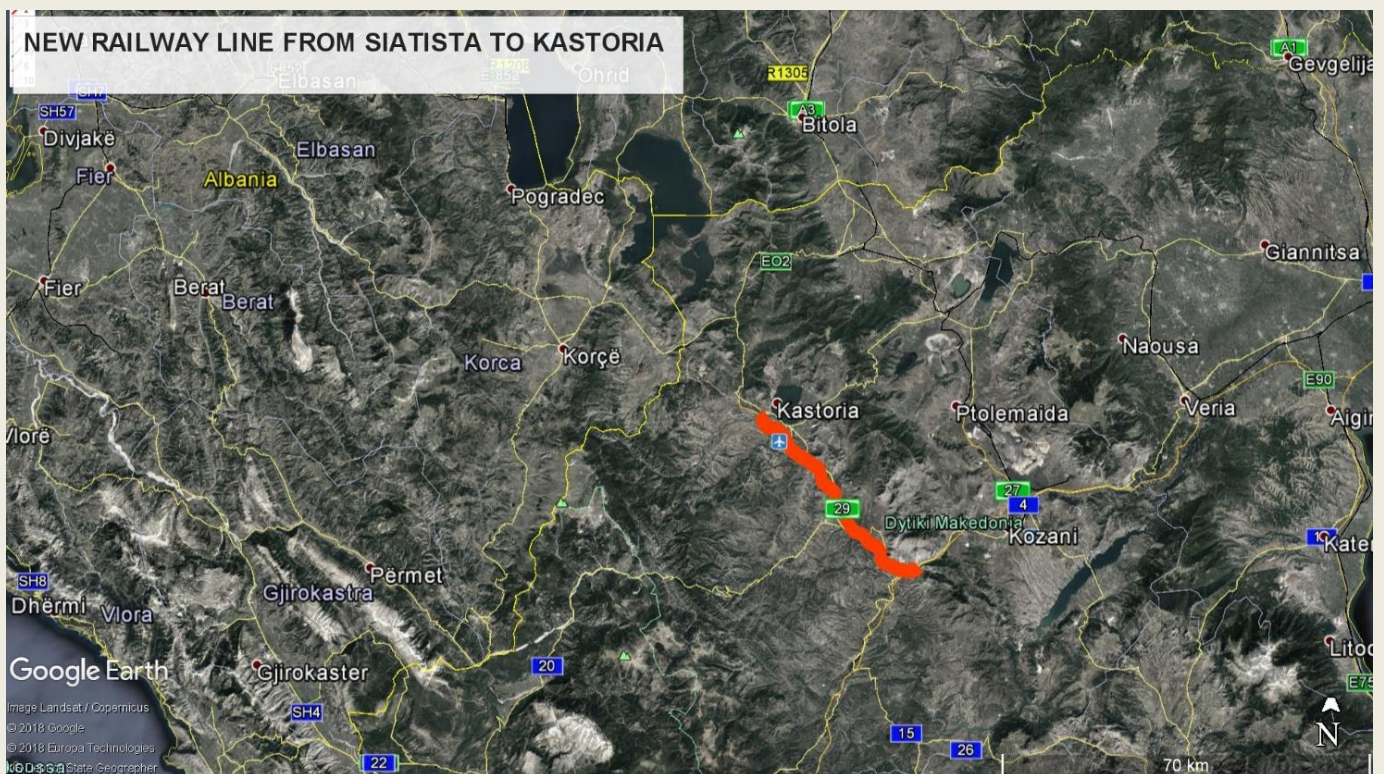 NEW RAILWAY LINE FROM SIATISTA TO KASTORIA
A1
Gevgelija
Elbasan
Ohrid
R1305
SH57
A3
Bitola
Divjakë
Elbasan
Fier
Albania
Pogradec
EO2
Giannitsa
Fier
Berat
Berat
Korca
Korçë
Naousa
E90
Kastoria
Ptolemaida
Veria
Vlorë
27
4
29
Dytiki Makedonia
Kozani
Përmet
SH8
Dhërmi
Vlora
Gjirokastra
Google Earth
Gjirokaster
20
SH4
E75
Image Landsat / Copernicus
© 2018 Google
© 2018 Europa Technologies
22
15
26
N
70 km